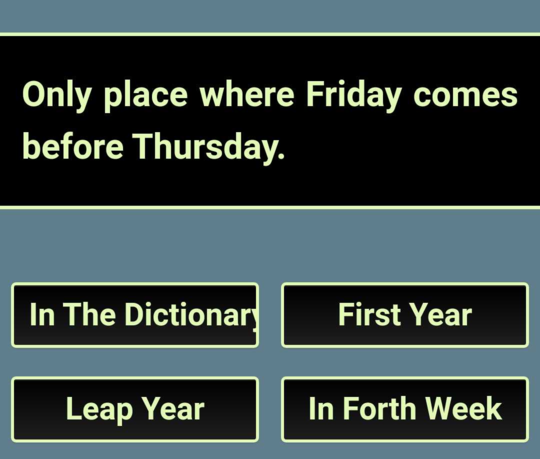 Only place where Friday comes
before Thursday.
In The Dictionary
First Year
Leap Year
In Forth Week